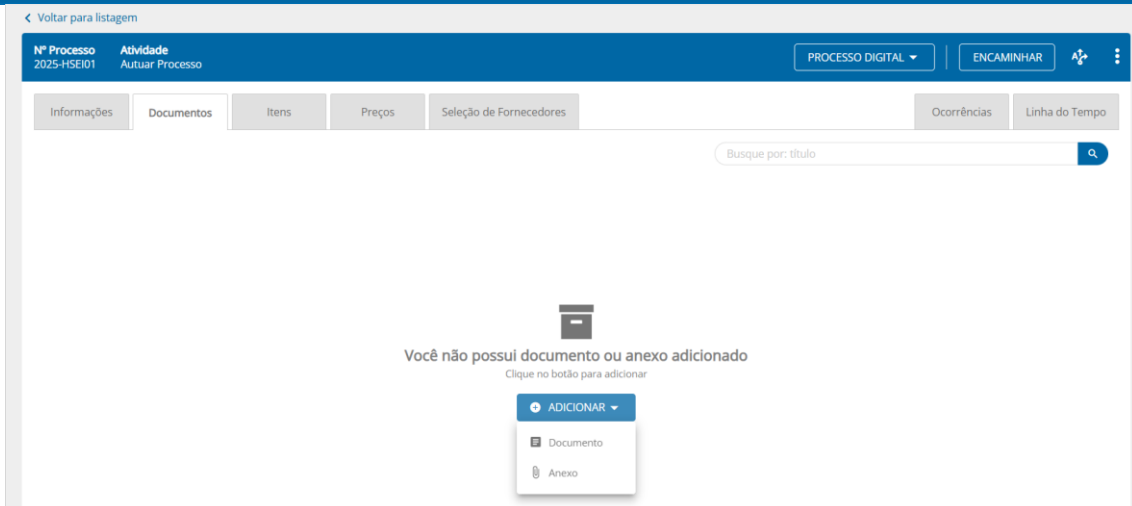 Voltar para listagem
Nº Processo Atividade
2025-HSEI01 Autuar Processo
PROCESSO DIGITAL
ENCAMINHAR
Informações Documentos Itens Preços Seleção de Fornecedores Ocorrências Linha do Tempo
Busque por: título
Você não possui documento ou anexo adicionado
Clique no botão para adicionar
ADICIONAR
Documento
Anexo